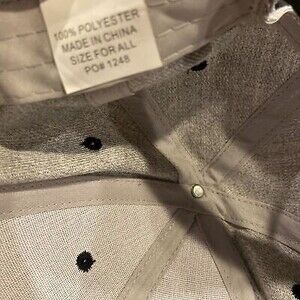 100% POLYESTER
MADE IN CHINA
SIZE FOR ALL
PO# 1248